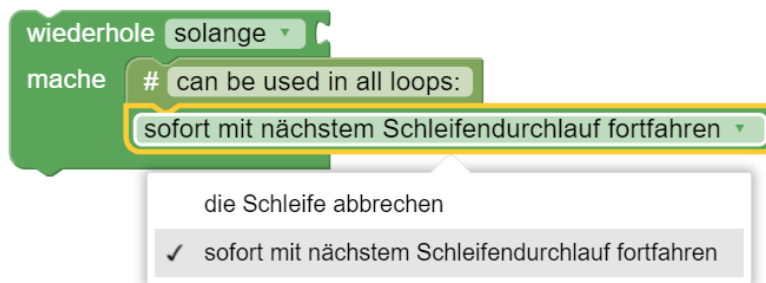 wiederhole solange
mache # can be used in all loops:
sofort mit nächstem Schleifendurchlauf fortfahren
die Schleife abbrechen
✓ sofort mit nächstem Schleifendurchlauf fortfahren